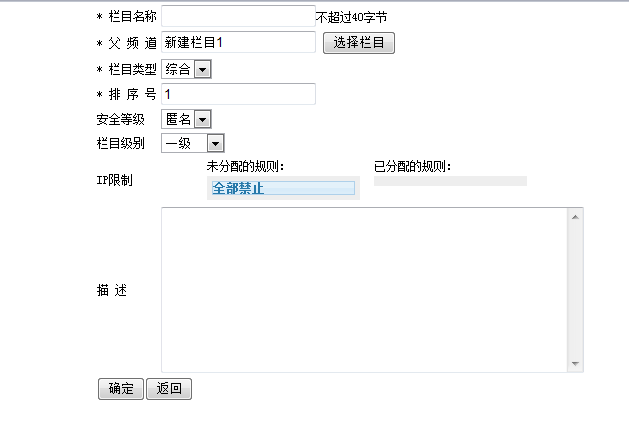 * 栏目名称 不超过40字节
* 父 频 道 新建栏目1 选择栏目
* 栏目类型 综合
* 排 序 号 1
安全等级 匿名
栏目级别 一级
未分配的规则： 已分配的规则：
IP限制
全部禁止
描 述
确定 返回